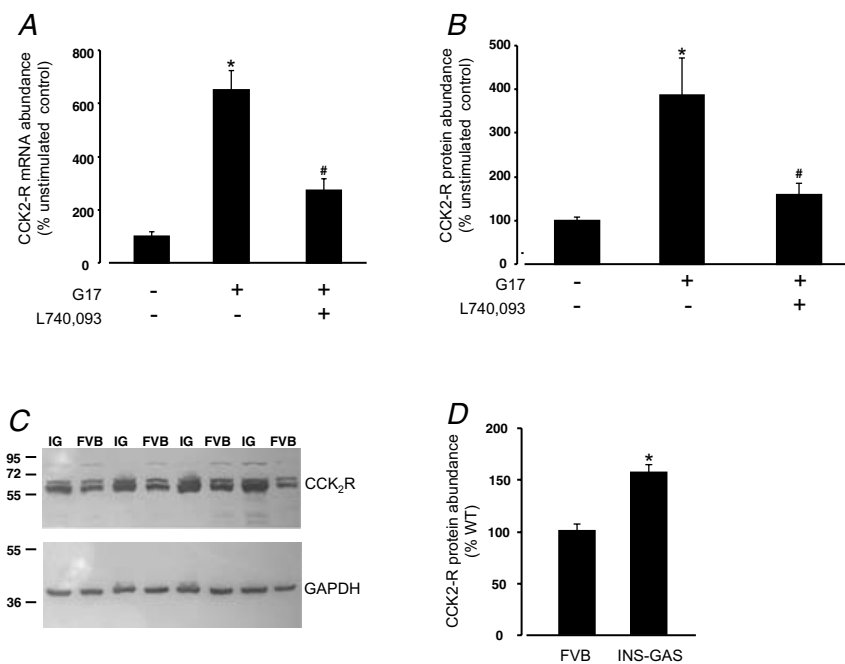 A
CCK2-R mRNA abundance
(% unstimulated control)
800
600
400
200
0
*
#
G17 - + +
L740,093 - - +
B
CCK2-R protein abundance
(% unstimulated control)
500
400
300
200
100
0
*
#
G17 - + +
L740,093 - - +
C
IG FVB IG FVB IG FVB IG FVB
95
72
55
CCK₂R
55
36
GAPDH
D
CCK2-R protein abundance
(% WT)
200
150
100
50
0
*
FVB INS-GAS